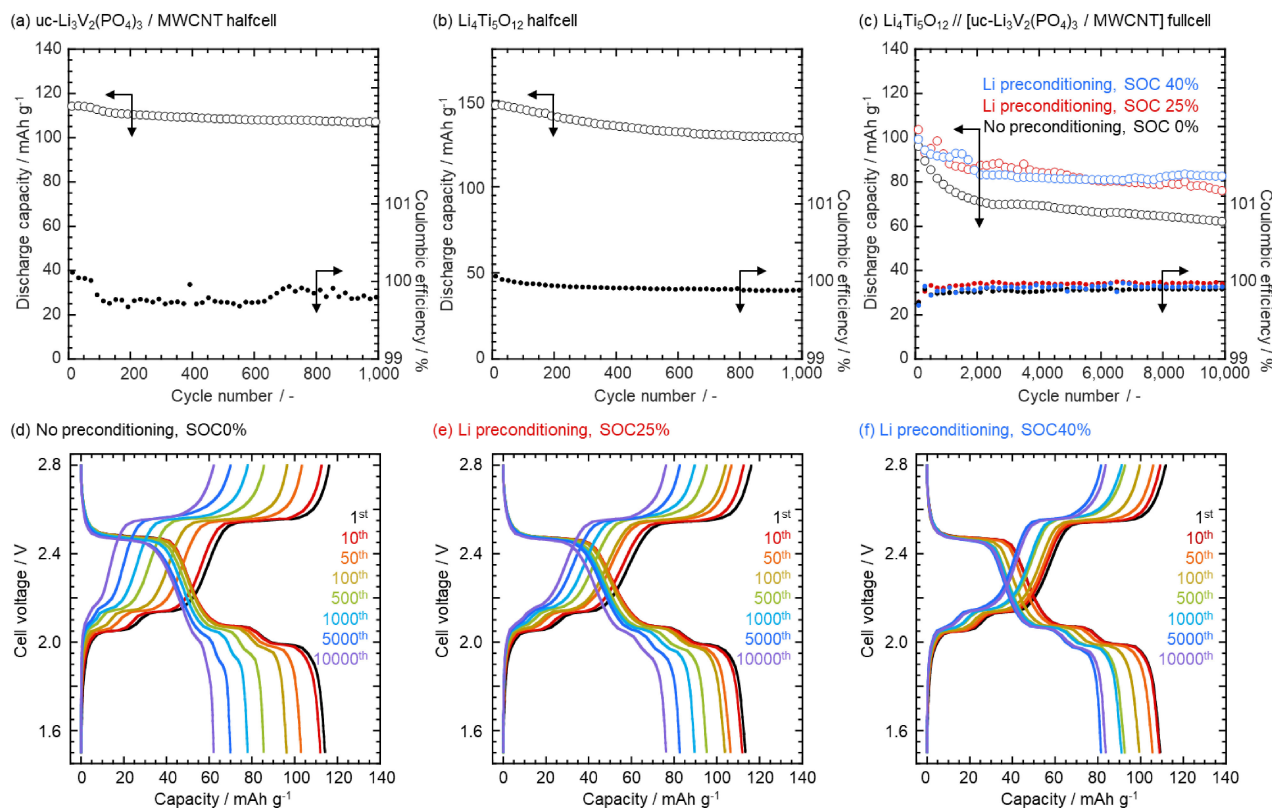 (a) uc-Li₃V₂(PO₄)₃ / MWCNT halfcell
Discharge capacity / mAh g⁻¹
140
120
100
80
60
40
20
0
101
100
99
Coulombic efficiency / %
0 200 400 600 800 1,000
Cycle number / -
(b) Li₄Ti₅O₁₂ halfcell
Discharge capacity / mAh g⁻¹
150
100
50
0
101
100
99
Coulombic efficiency / %
0 200 400 600 800 1,000
Cycle number / -
(c) Li₄Ti₅O₁₂ // [uc-Li₃V₂(PO₄)₃ / MWCNT] fullcell
Li preconditioning, SOC 40%
Li preconditioning, SOC 25%
No preconditioning, SOC 0%
Discharge capacity / mAh g⁻¹
140
120
100
80
60
40
20
0
101
100
99
Coulombic efficiency / %
0 2,000 4,000 6,000 8,000 10,000
Cycle number / -
(d) No preconditioning, SOC0%
Cell voltage / V
2.8
2.4
2.0
1.6
1ˢᵗ
10ᵗʰ
50ᵗʰ
100ᵗʰ
500ᵗʰ
1000ᵗʰ
5000ᵗʰ
10000ᵗʰ
0 20 40 60 80 100 120 140
Capacity / mAh g⁻¹
(e) Li preconditioning, SOC25%
Cell voltage / V
2.8
2.4
2.0
1.6
1ˢᵗ
10ᵗʰ
50ᵗʰ
100ᵗʰ
500ᵗʰ
1000ᵗʰ
5000ᵗʰ
10000ᵗʰ
0 20 40 60 80 100 120 140
Capacity / mAh g⁻¹
(f) Li preconditioning, SOC40%
Cell voltage / V
2.8
2.4
2.0
1.6
1ˢᵗ
10ᵗʰ
50ᵗʰ
100ᵗʰ
500ᵗʰ
1000ᵗʰ
5000ᵗʰ
10000ᵗʰ
0 20 40 60 80 100 120 140
Capacity / mAh g⁻¹